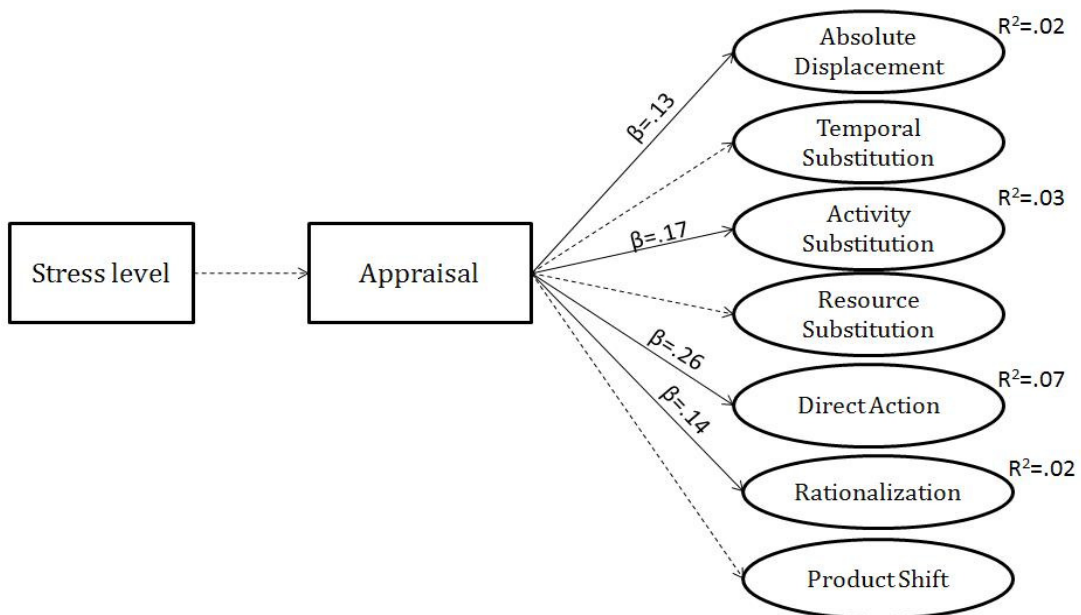 Stress level
Appraisal
β=.13
β=.17
β=.26
β=.14
Absolute
Displacement
R²=.02
Temporal
Substitution
Activity
Substitution
R²=.03
Resource
Substitution
Direct Action
R²=.07
Rationalization
R²=.02
Product Shift